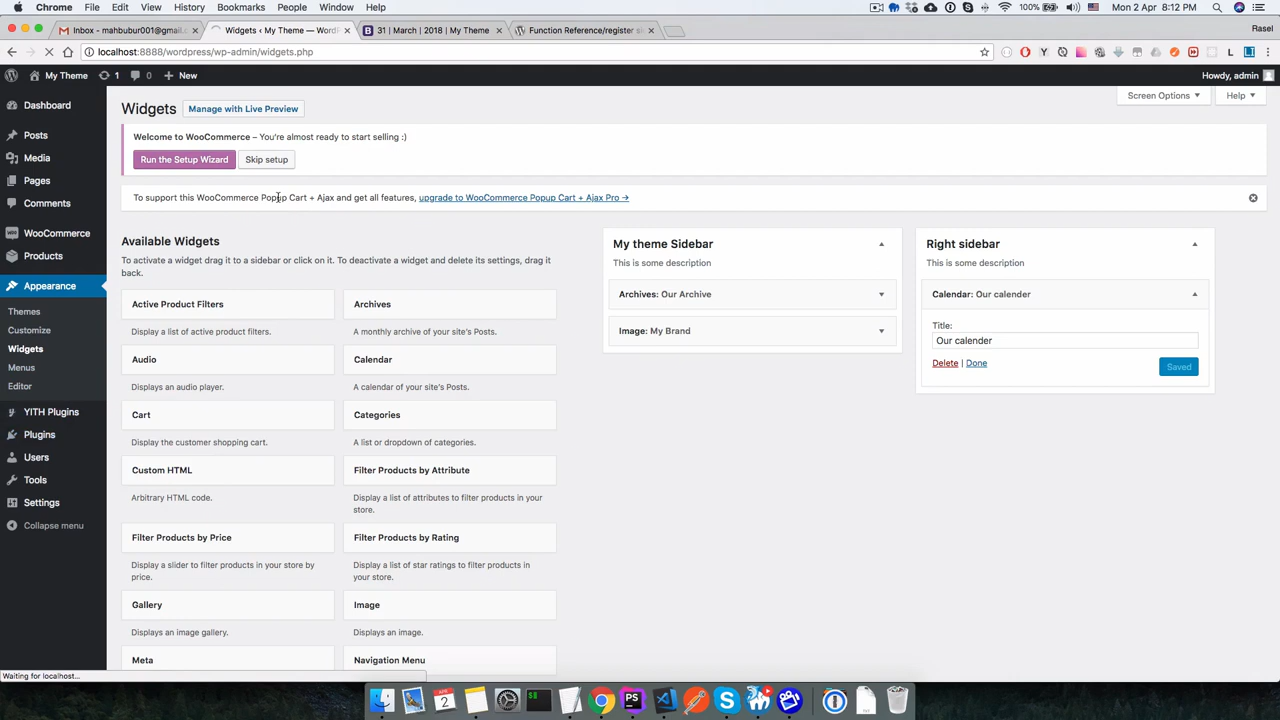 Chrome File Edit View History Bookmarks People Window Help 100% Mon 2 Apr 8:12 PM
Inbox - mahbubur001@gmail.c Widgets ‹ My Theme — WordPr 31 | March | 2018 | My Theme Function Reference/register si Rasel
localhost:8888/wordpress/wp-admin/widgets.php
My Theme 1 0 New Howdy, admin
Screen Options Help
Dashboard
Posts
Media
Pages
Comments
WooCommerce
Products
Appearance
Themes
Customize
Widgets
Menus
Editor
YITH Plugins
Plugins
Users
Tools
Settings
Collapse menu
Widgets Manage with Live Preview
Welcome to WooCommerce – You're almost ready to start selling :)
Run the Setup Wizard Skip setup
To support this WooCommerce Popup Cart + Ajax and get all features, upgrade to WooCommerce Popup Cart + Ajax Pro →
Available Widgets
To activate a widget drag it to a sidebar or click on it. To deactivate a widget and delete its settings, drag it
back.
Active Product Filters
Display a list of active product filters.
Archives
A monthly archive of your site's Posts.
Audio
Displays an audio player.
Calendar
A calendar of your site's Posts.
Cart
Display the customer shopping cart.
Categories
A list or dropdown of categories.
Custom HTML
Arbitrary HTML code.
Filter Products by Attribute
Display a list of attributes to filter products in your
store.
Filter Products by Price
Display a slider to filter products in your store by
price.
Filter Products by Rating
Display a list of star ratings to filter products in
your store.
Gallery
Displays an image gallery.
Image
Displays an image.
Meta
Navigation Menu
My theme Sidebar
This is some description
Archives: Our Archive
Image: My Brand
Right sidebar
This is some description
Calendar: Our calender
Title:
Our calender
Delete | Done Saved
Waiting for localhost...